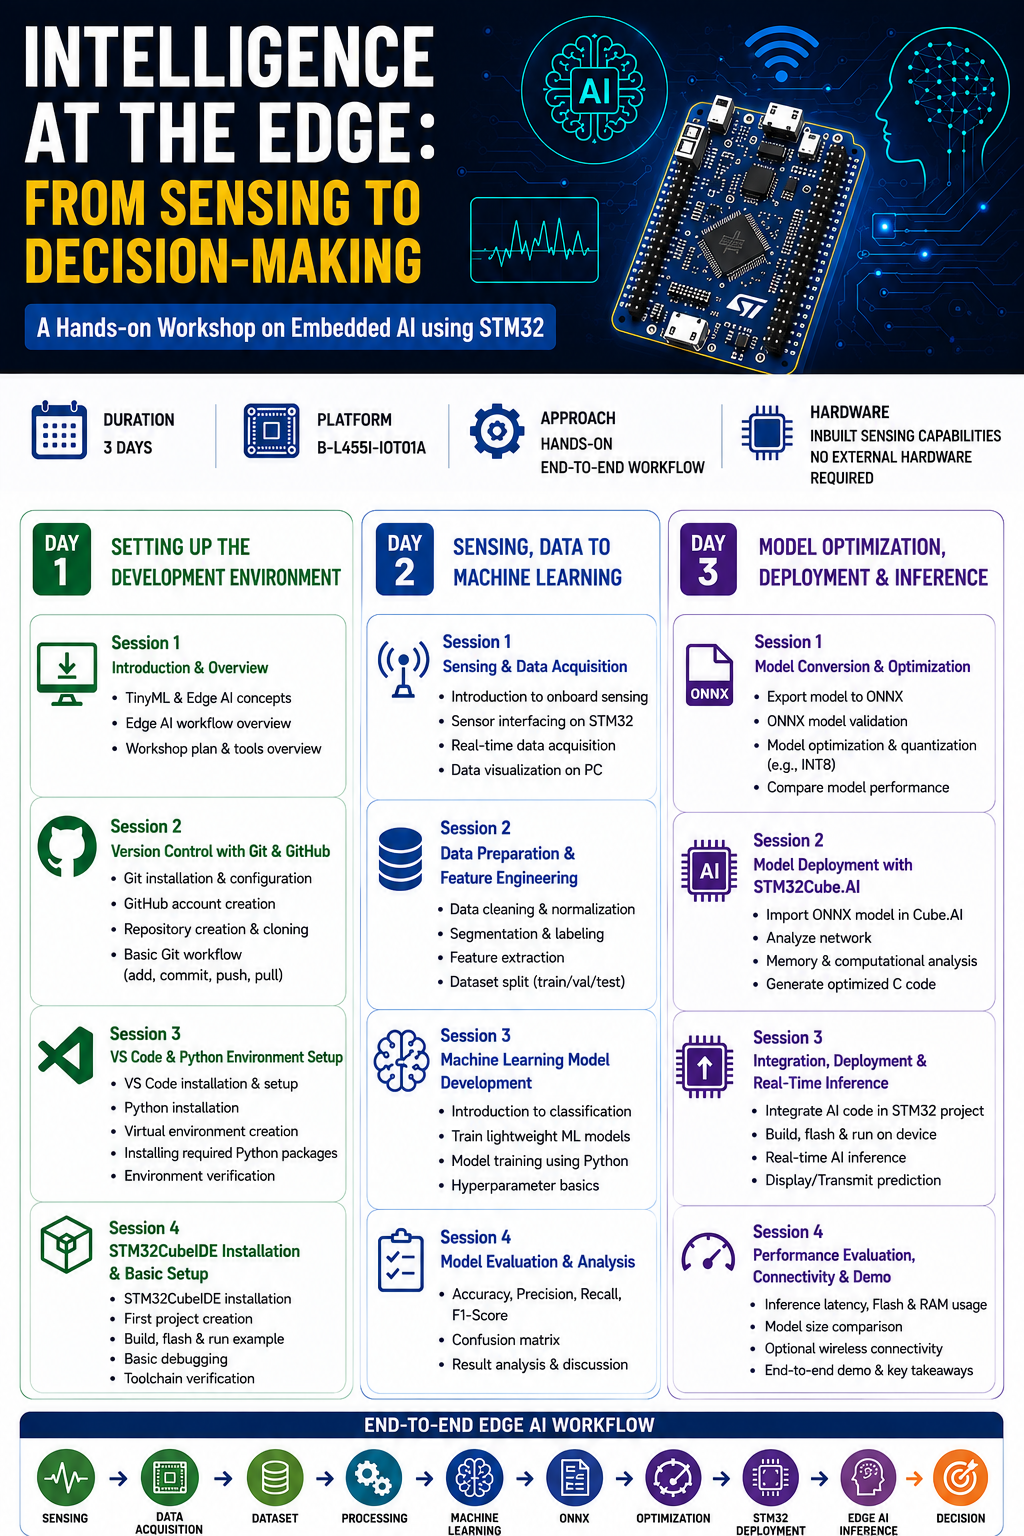 INTELLIGENCE
AT THE EDGE:
FROM SENSING TO
DECISION-MAKING
A Hands-on Workshop on Embedded AI using STM32
AI
ST
DURATION
3 DAYS
PLATFORM
B-L455I-IOT01A
APPROACH
HANDS-ON
END-TO-END WORKFLOW
HARDWARE
INBUILT SENSING CAPABILITIES
NO EXTERNAL HARDWARE
REQUIRED
DAY
1
SETTING UP THE
DEVELOPMENT ENVIRONMENT
Session 1
Introduction & Overview
• TinyML & Edge AI concepts
• Edge AI workflow overview
• Workshop plan & tools overview
Session 2
Version Control with Git & GitHub
• Git installation & configuration
• GitHub account creation
• Repository creation & cloning
• Basic Git workflow
(add, commit, push, pull)
Session 3
VS Code & Python Environment Setup
• VS Code installation & setup
• Python installation
• Virtual environment creation
• Installing required Python packages
• Environment verification
Session 4
STM32CubeIDE Installation
& Basic Setup
• STM32CubeIDE installation
• First project creation
• Build, flash & run example
• Basic debugging
• Toolchain verification
DAY
2
SENSING, DATA TO
MACHINE LEARNING
Session 1
Sensing & Data Acquisition
• Introduction to onboard sensing
• Sensor interfacing on STM32
• Real-time data acquisition
• Data visualization on PC
Session 2
Data Preparation &
Feature Engineering
• Data cleaning & normalization
• Segmentation & labeling
• Feature extraction
• Dataset split (train/val/test)
Session 3
Machine Learning Model
Development
• Introduction to classification
• Train lightweight ML models
• Model training using Python
• Hyperparameter basics
Session 4
Model Evaluation & Analysis
• Accuracy, Precision, Recall,
F1-Score
• Confusion matrix
• Result analysis & discussion
DAY
3
MODEL OPTIMIZATION,
DEPLOYMENT & INFERENCE
ONNX
Session 1
Model Conversion & Optimization
• Export model to ONNX
• ONNX model validation
• Model optimization & quantization
(e.g., INT8)
• Compare model performance
AI
Session 2
Model Deployment with
STM32Cube.AI
• Import ONNX model in Cube.AI
• Analyze network
• Memory & computational analysis
• Generate optimized C code
Session 3
Integration, Deployment &
Real-Time Inference
• Integrate AI code in STM32 project
• Build, flash & run on device
• Real-time AI inference
• Display/Transmit prediction
Session 4
Performance Evaluation,
Connectivity & Demo
• Inference latency, Flash & RAM usage
• Model size comparison
• Optional wireless connectivity
• End-to-end demo & key takeaways
END-TO-END EDGE AI WORKFLOW
SENSING
DATA
ACQUISITION
DATASET
PROCESSING
MACHINE
LEARNING
ONNX
OPTIMIZATION
STM32
DEPLOYMENT
EDGE AI
INFERENCE
DECISION